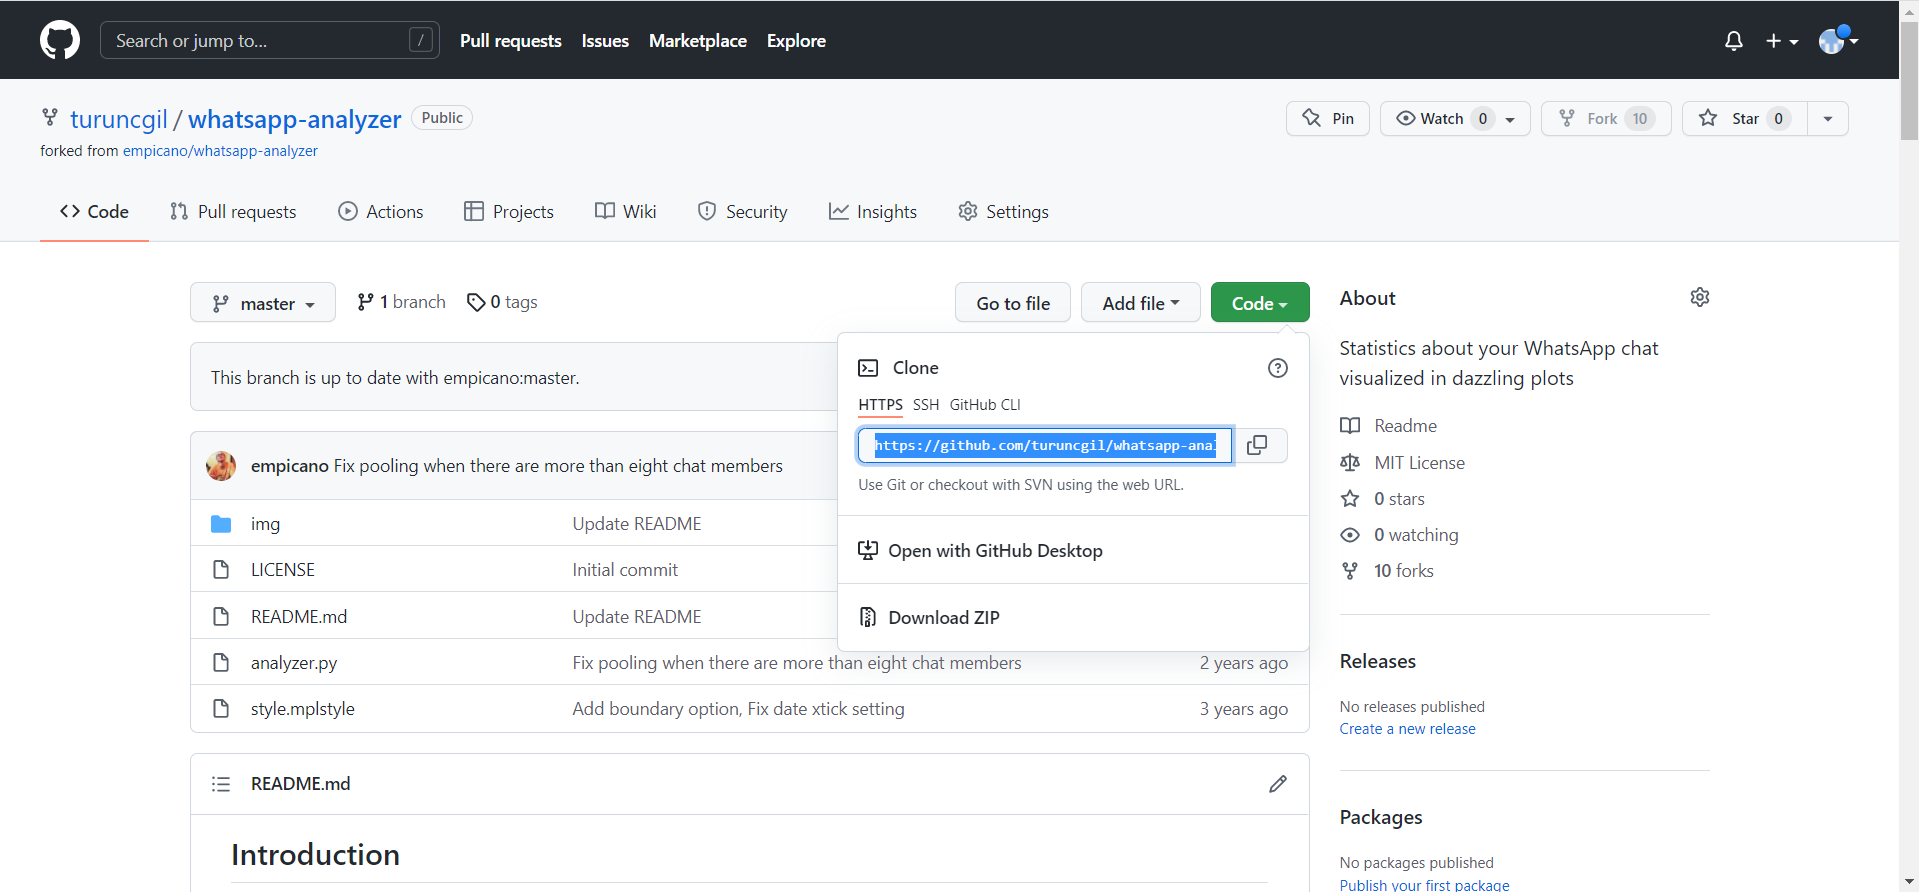 Search or jump to... /
Pull requests Issues Marketplace Explore
turuncgil / whatsapp-analyzer Public
forked from empicano/whatsapp-analyzer
Pin Watch 0 Fork 10 Star 0
Code Pull requests Actions Projects Wiki Security Insights Settings
master 1 branch 0 tags
Go to file Add file Code
This branch is up to date with empicano:master.
Clone
HTTPS SSH GitHub CLI
https://github.com/turuncgil/whatsapp-anal
Use Git or checkout with SVN using the web URL.
Open with GitHub Desktop
Download ZIP
empicano Fix pooling when there are more than eight chat members
img Update README
LICENSE Initial commit
README.md Update README
analyzer.py Fix pooling when there are more than eight chat members 2 years ago
style.mplstyle Add boundary option, Fix date xtick setting 3 years ago
README.md
Introduction
About
Statistics about your WhatsApp chat
visualized in dazzling plots
Readme
MIT License
0 stars
0 watching
10 forks
Releases
No releases published
Create a new release
Packages
No packages published
Publish your first package